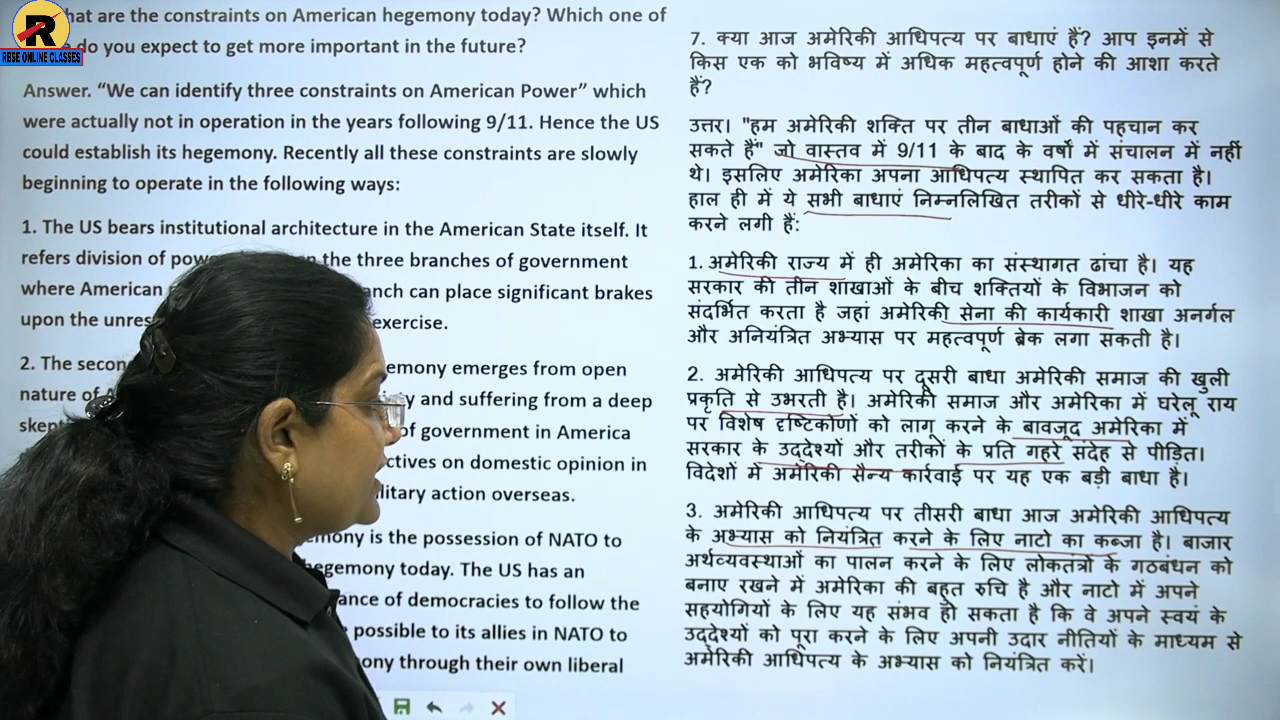 hat are the constraints on American hegemony today? Which one of
do you expect to get more important in the future?
R
RBSE ONLINE CLASSES
Answer. “We can identify three constraints on American Power” which
were actually not in operation in the years following 9/11. Hence the US
could establish its hegemony. Recently all these constraints are slowly
beginning to operate in the following ways:
1. The US bears institutional architecture in the American State itself. It
refers division of pow the three branches of government
where American anch can place significant brakes
upon the unres exercise.
2. The secon emony emerges from open
nature of y and suffering from a deep
skept of government in America
ctives on domestic opinion in
litary action overseas.
mony is the possession of NATO to
hegemony today. The US has an
ance of democracies to follow the
possible to its allies in NATO to
ony through their own liberal
7. क्या आज अमेरिकी आधिपत्य पर बाधाएं हैं? आप इनमें से
किस एक को भविष्य में अधिक महत्वपूर्ण होने की आशा करते
हैं?
उत्तर। "हम अमेरिकी शक्ति पर तीन बाधाओं की पहचान कर
सकते हैं" जो वास्तव में 9/11 के बाद के वर्षों में संचालन में नहीं
थे। इसलिए अमेरिका अपना आधिपत्य स्थापित कर सकता है।
हाल ही में ये सभी बाधाएं निम्नलिखित तरीकों से धीरे-धीरे काम
करने लगी हैं:
1. अमेरिकी राज्य में ही अमेरिका का संस्थागत ढांचा है। यह
सरकार की तीन शाखाओं के बीच शक्तियों के विभाजन को
संदर्भित करता है जहां अमेरिकी सेना की कार्यकारी शाखा अनर्गल
और अनियंत्रित अभ्यास पर महत्वपूर्ण ब्रेक लगा सकती है।
2. अमेरिकी आधिपत्य पर दूसरी बाधा अमेरिकी समाज की खुली
प्रकृति से उभरती है। अमेरिकी समाज और अमेरिका में घरेलू राय
पर विशेष दृष्टिकोणों को लागू करने के बावजूद अमेरिका में
सरकार के उद्देश्यों और तरीकों के प्रति गहरे संदेह से पीड़ित।
विदेशों में अमेरिकी सैन्य कार्रवाई पर यह एक बड़ी बाधा है।
3. अमेरिकी आधिपत्य पर तीसरी बाधा आज अमेरिकी आधिपत्य
के अभ्यास को नियंत्रित करने के लिए नाटो का कब्जा है। बाजार
अर्थव्यवस्थाओं का पालन करने के लिए लोकतंत्रों के गठबंधन को
बनाए रखने में अमेरिका की बहुत रुचि है और नाटो में अपने
सहयोगियों के लिए यह संभव हो सकता है कि वे अपने स्वयं के
उद्देश्यों को पूरा करने के लिए अपनी उदार नीतियों के माध्यम से
अमेरिकी आधिपत्य के अभ्यास को नियंत्रित करें।